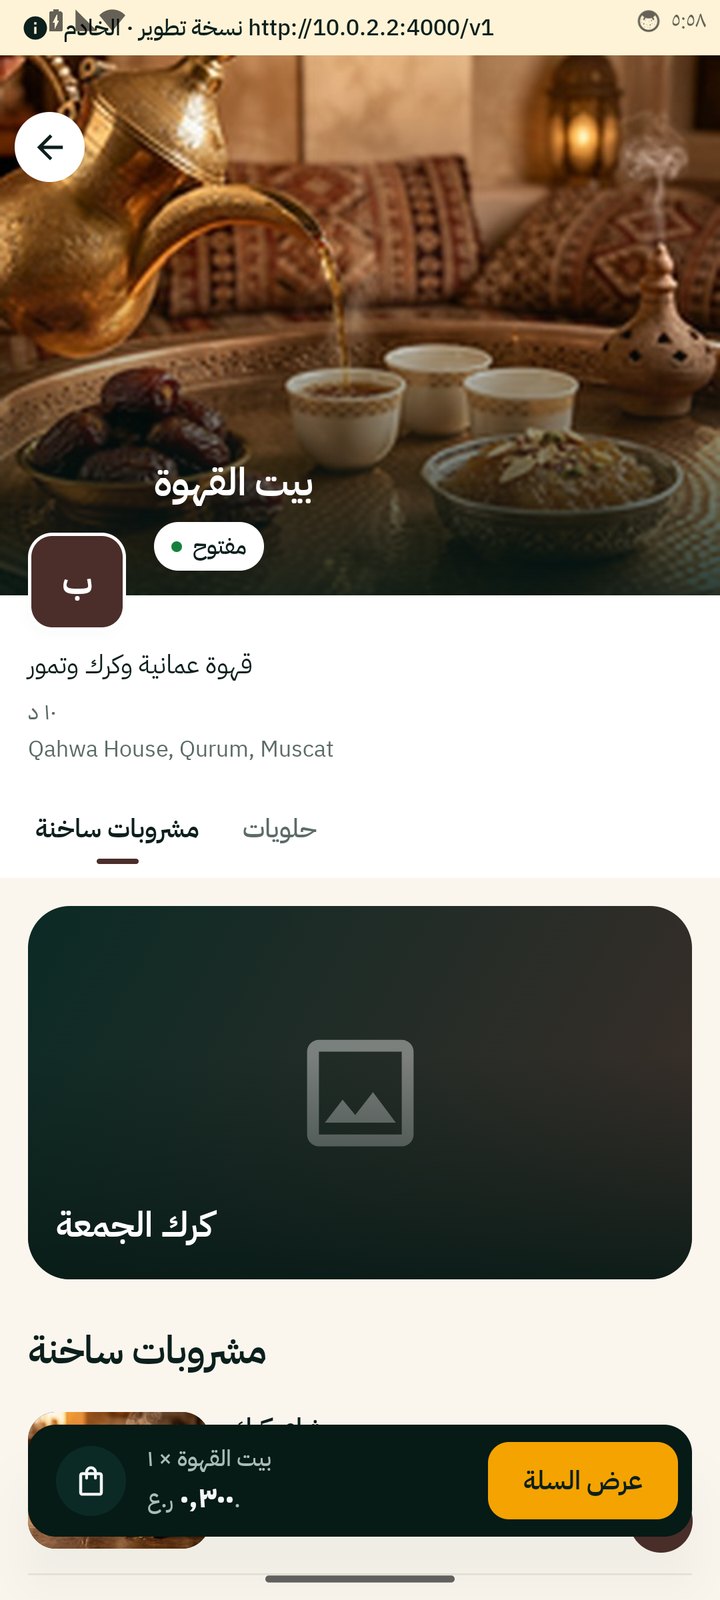 نسخة تطوير · الخادم http://10.0.2.2:4000/v1
٥:٥٨
بيت القهوة
مفتوح
ب
قهوة عمانية وكرك وتمور
١٠ د
Qahwa House, Qurum, Muscat
مشروبات ساخنة
حلويات
كرك الجمعة
مشروبات ساخنة
بيت القهوة × ١
٠٫٣٠٠ ر.ع.
عرض السلة